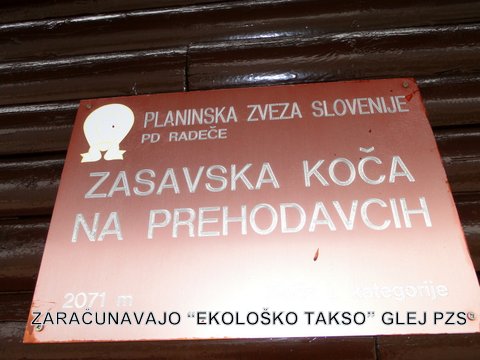 PLANINSKA ZVEZA SLOVENIJE
PD RADEČE
ZASAVSKA KOČA
NA PREHODAVCIH
2071 m kategorije
ZARAČUNAVAJO “EKOLOŠKO TAKSO” GLEJ PZS